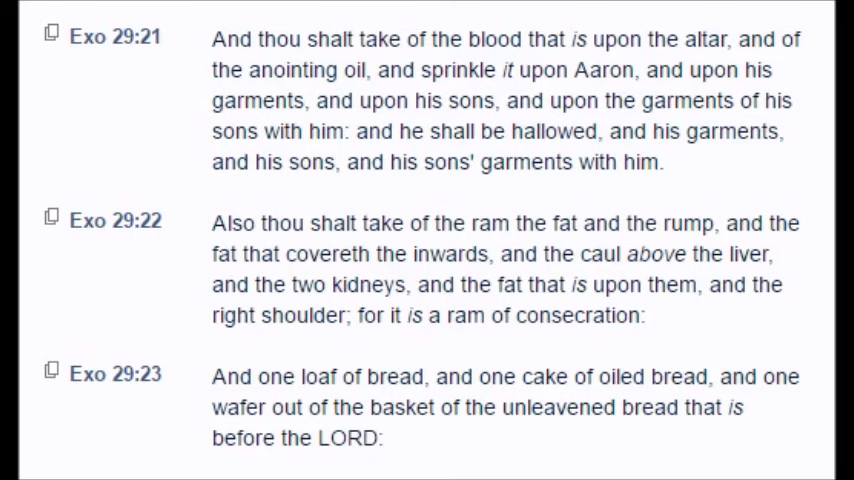 Exo 29:21 And thou shalt take of the blood that is upon the altar, and of
the anointing oil, and sprinkle it upon Aaron, and upon his
garments, and upon his sons, and upon the garments of his
sons with him: and he shall be hallowed, and his garments,
and his sons, and his sons' garments with him.
Exo 29:22 Also thou shalt take of the ram the fat and the rump, and the
fat that covereth the inwards, and the caul above the liver,
and the two kidneys, and the fat that is upon them, and the
right shoulder; for it is a ram of consecration:
Exo 29:23 And one loaf of bread, and one cake of oiled bread, and one
wafer out of the basket of the unleavened bread that is
before the LORD: